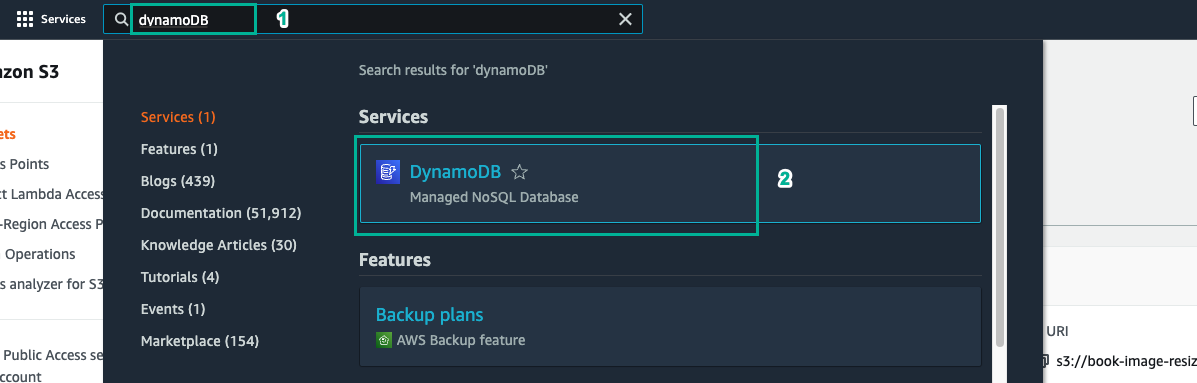 Services
dynamoDB
1
Search results for 'dynamoDB'
Services (1)
Features (1)
Blogs (439)
Documentation (51,912)
Knowledge Articles (30)
Tutorials (4)
Events (1)
Marketplace (154)
Services
DynamoDB
Managed NoSQL Database
2
Features
Backup plans
AWS Backup feature
zon S3
ets
s Points
ct Lambda Access
-Region Access P
Operations
s analyzer for S3
Public Access se
ccount
URI
s3://book-image-resiz